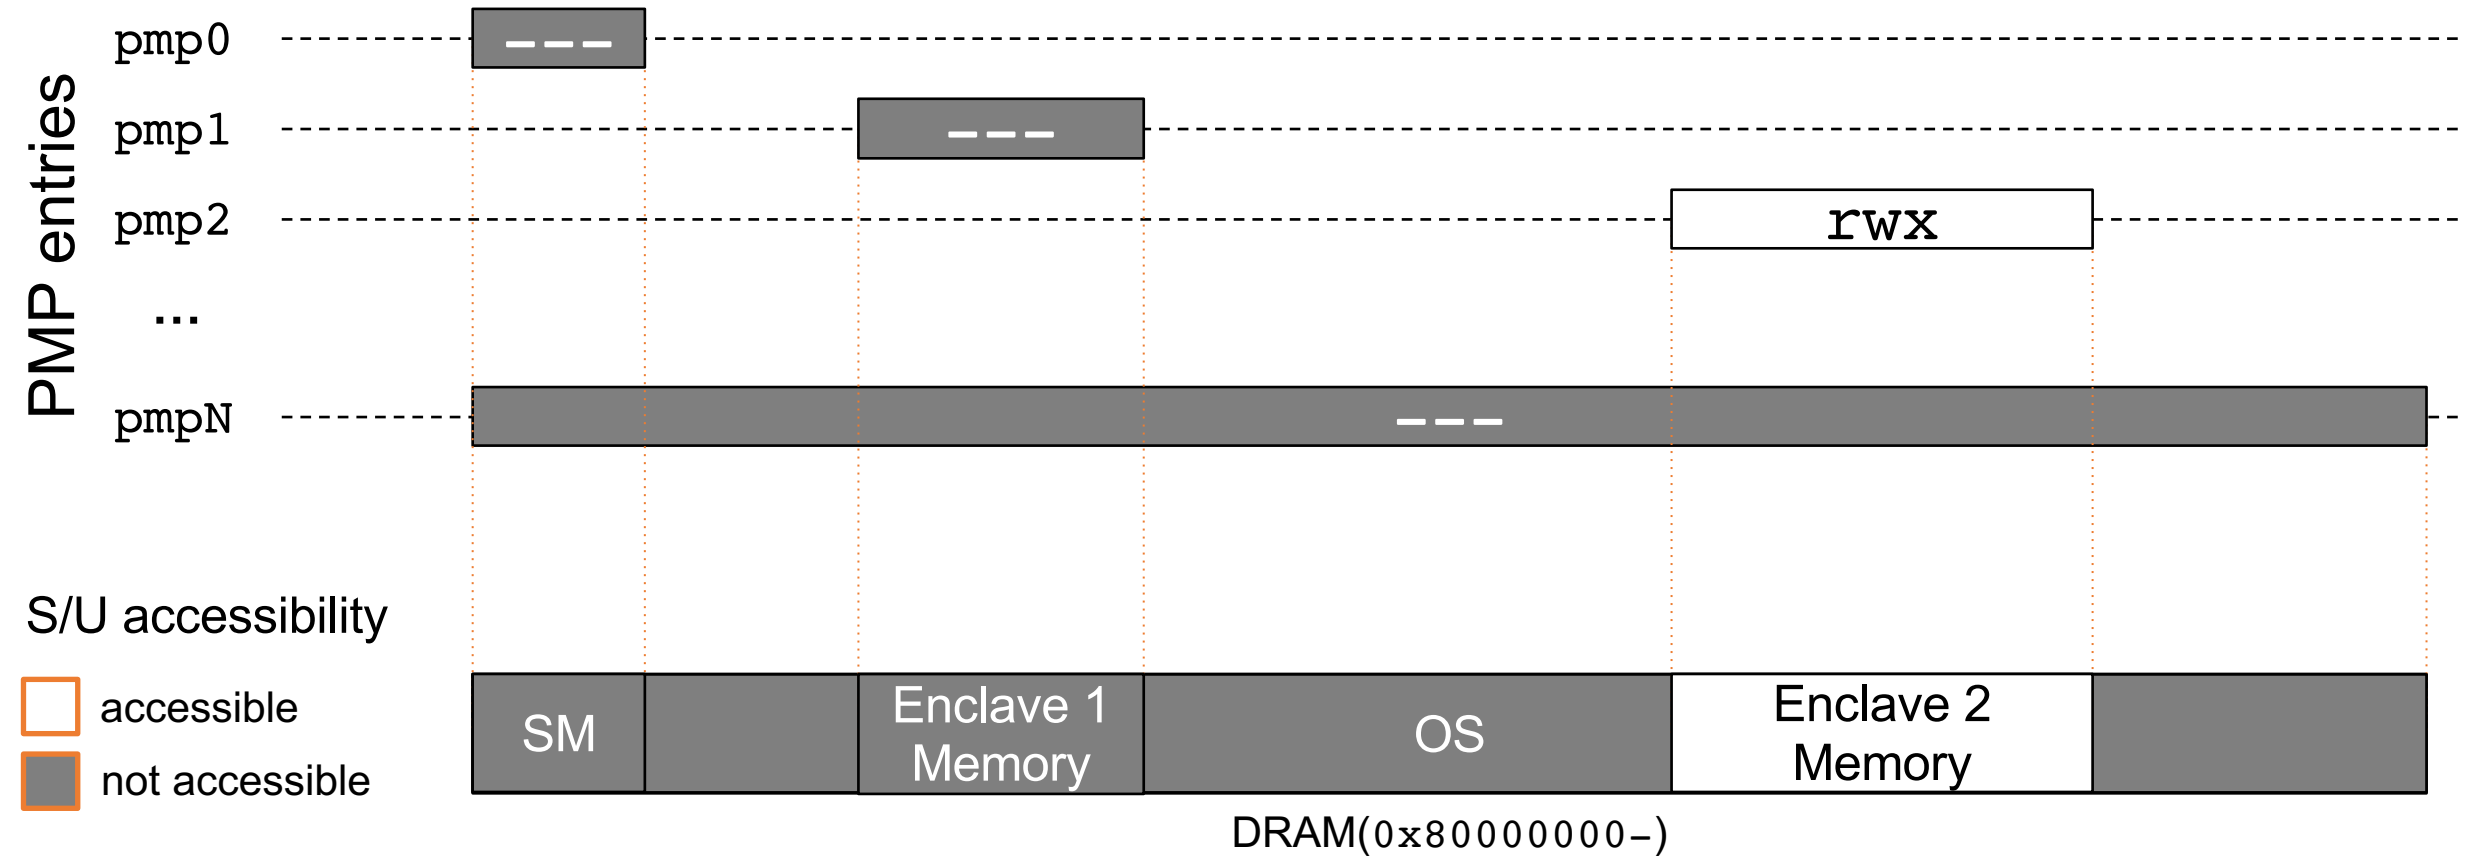 PMP entries
pmp0
---
pmp1
---
pmp2
rwx
...
pmpN
---
S/U accessibility
accessible
not accessible
SM
Enclave 1
Memory
OS
Enclave 2
Memory
DRAM(0x80000000-)